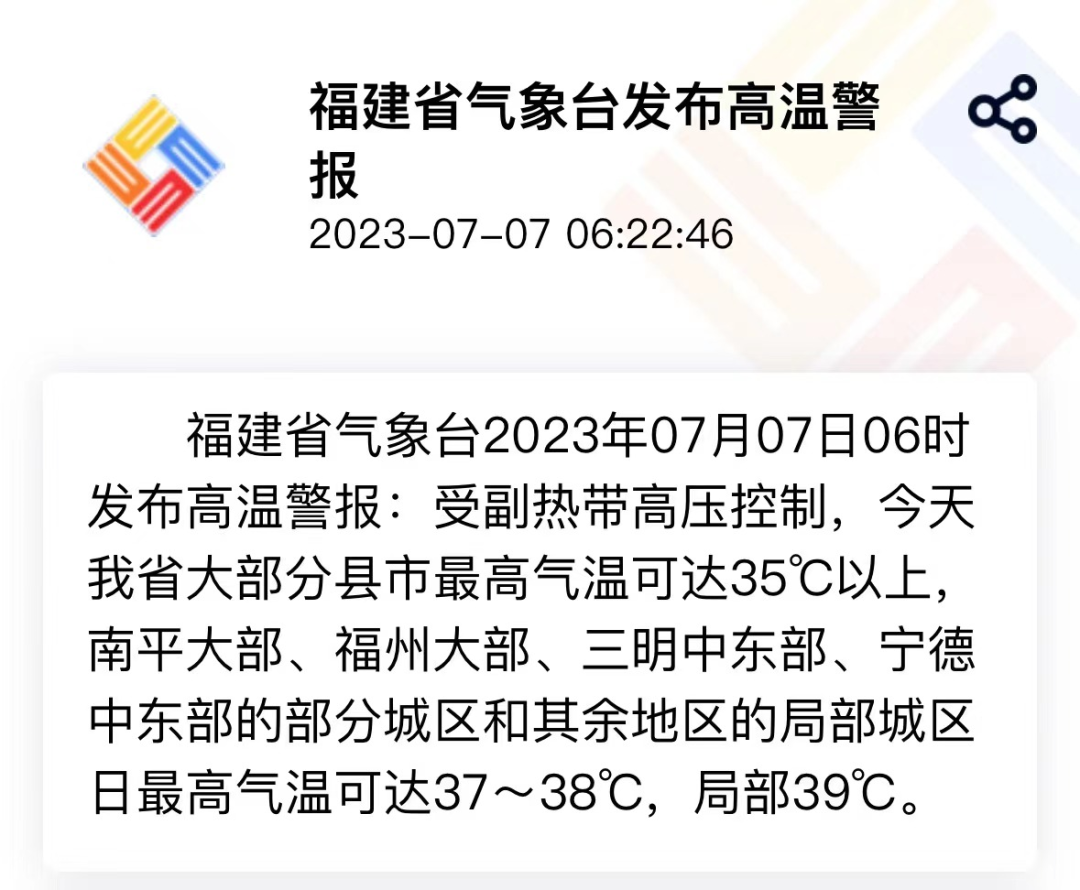 福建省气象台发布高温警
报
2023-07-07 06:22:46
福建省气象台2023年07月07日06时
发布高温警报：受副热带高压控制，今天
我省大部分县市最高气温可达35℃以上，
南平大部、福州大部、三明中东部、宁德
中东部的部分城区和其余地区的局部城区
日最高气温可达37～38℃，局部39℃。